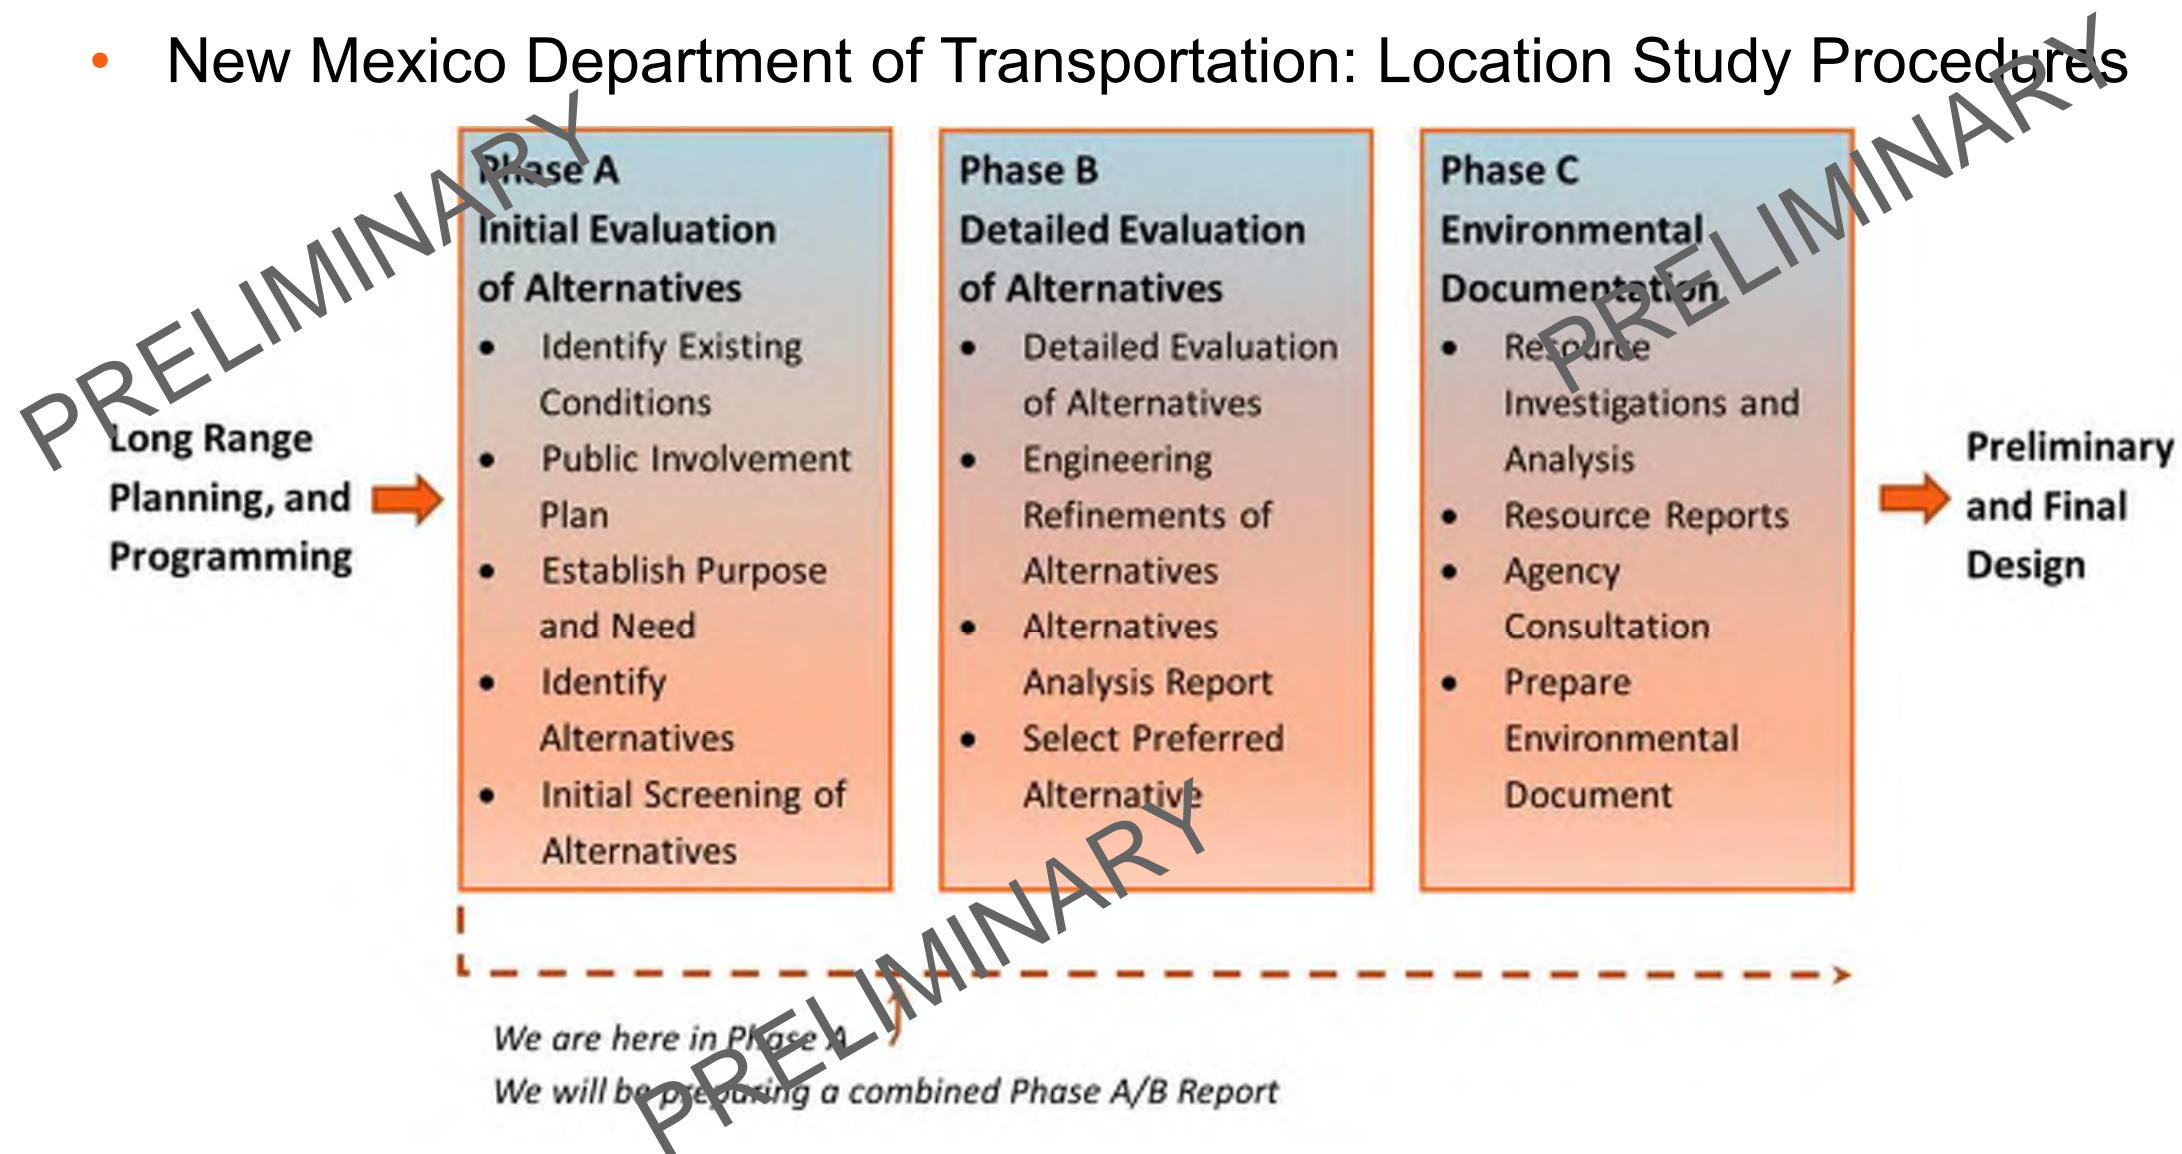 • New Mexico Department of Transportation: Location Study Procedures
Long Range
Planning, and
Programming
Phase A
Initial Evaluation
of Alternatives
• Identify Existing
Conditions
• Public Involvement
Plan
• Establish Purpose
and Need
• Identify
Alternatives
• Initial Screening of
Alternatives
Phase B
Detailed Evaluation
of Alternatives
• Detailed Evaluation
of Alternatives
• Engineering
Refinements of
Alternatives
• Alternatives
Analysis Report
• Select Preferred
Alternative
Phase C
Environmental
Documentation
• Resource
Investigations and
Analysis
• Resource Reports
• Agency
Consultation
• Prepare
Environmental
Document
Preliminary
and Final
Design
We are here in Phase A
We will be preparing a combined Phase A/B Report
PRELIMINARY
PRELIMINARY
PRELIMINARY